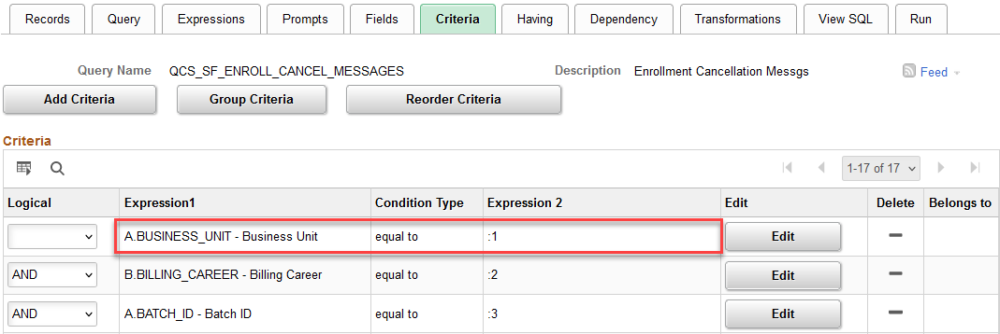 Records Query Expressions Prompts Fields Criteria Having Dependency Transformations View SQL Run
Query Name QCS_SF_ENROLL_CANCEL_MESSAGES Description Enrollment Cancellation Messgs Feed
Add Criteria Group Criteria Reorder Criteria
Criteria
1-17 of 17
Logical Expression1 Condition Type Expression 2 Edit Delete Belongs to
A.BUSINESS_UNIT - Business Unit equal to :1 Edit
AND B.BILLING_CAREER - Billing Career equal to :2 Edit
AND A.BATCH_ID - Batch ID equal to :3 Edit